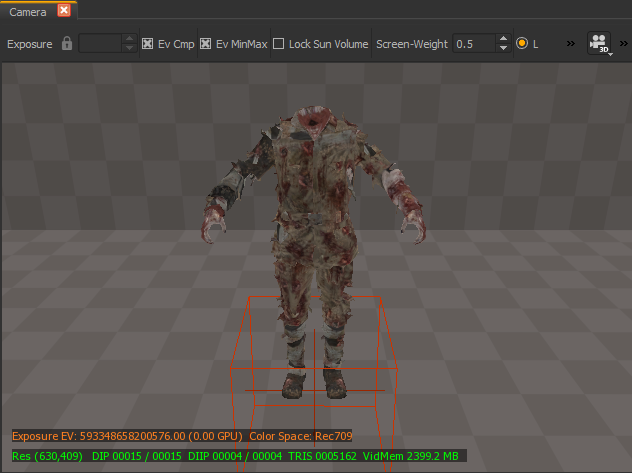 Camera
Exposure Ev Cmp Ev MinMax Lock Sun Volume Screen-Weight 0.5 L » 3D »
Exposure EV: 593348658200576.00 (0.00 GPU) Color Space: Rec709
Res (630,409) DIP 00015 / 00015 DIIP 00004 / 00004 TRIS 0005162 VidMem 2399.2 MB